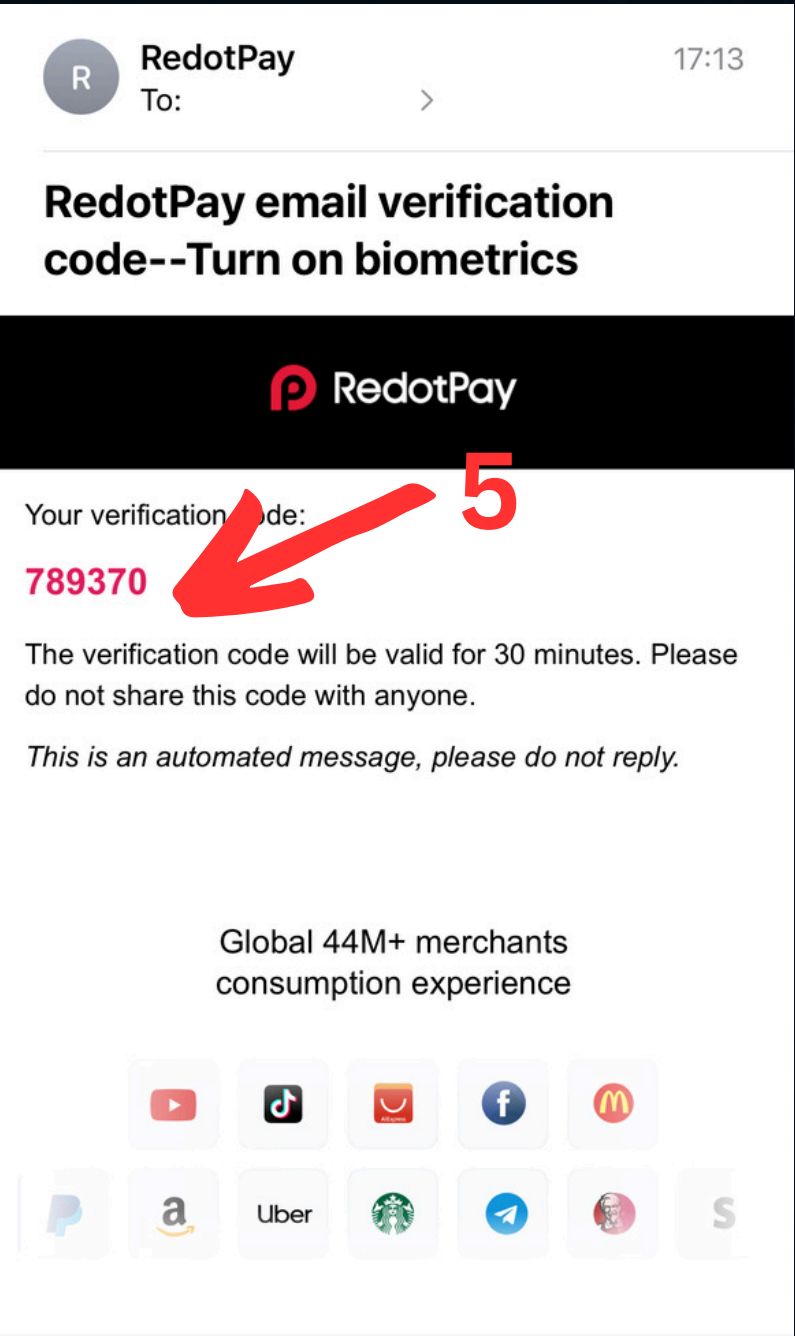 R
RedotPay
17:13
To:
RedotPay email verification
code--Turn on biometrics
RedotPay
5
Your verification
de:
789370
The verification code will be valid for 30 minutes. Please
do not share this code with anyone.
This is an automated message, please do not reply.
Global 44M+ merchants
consumption experience
AliExpress
f
a
Uber
S